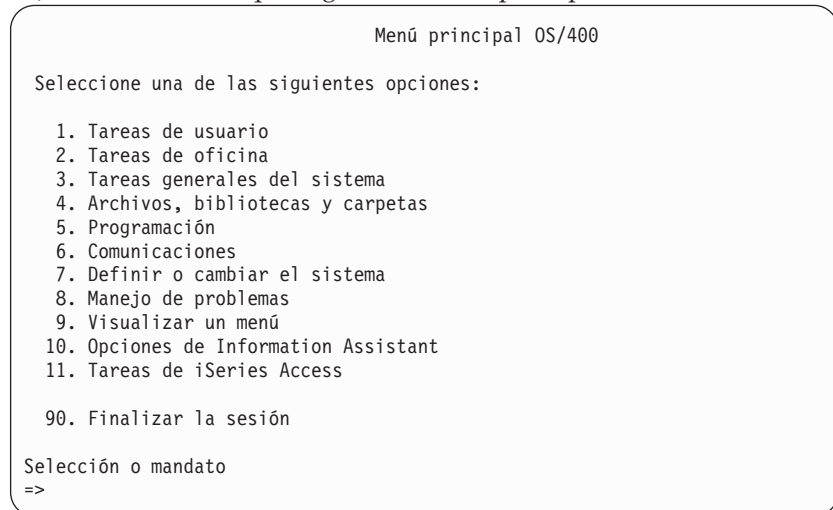 Menú principal OS/400
Seleccione una de las siguientes opciones:
1. Tareas de usuario
2. Tareas de oficina
3. Tareas generales del sistema
4. Archivos, bibliotecas y carpetas
5. Programación
6. Comunicaciones
7. Definir o cambiar el sistema
8. Manejo de problemas
9. Visualizar un menú
10. Opciones de Information Assistant
11. Tareas de iSeries Access
90. Finalizar la sesión
Selección o mandato
=>